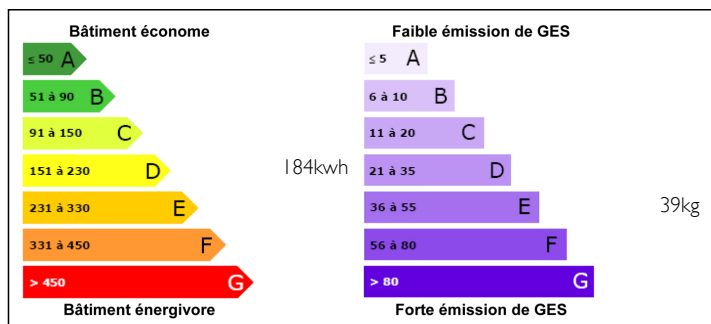 Bâtiment économe
≤ 50 A
51 à 90 B
91 à 150 C
151 à 230 D
184kwh
231 à 330 E
331 à 450 F
> 450 G
Bâtiment énergivore
Faible émission de GES
≤ 5 A
6 à 10 B
11 à 20 C
21 à 35 D
36 à 55 E
39kg
56 à 80 F
> 80 G
Forte émission de GES